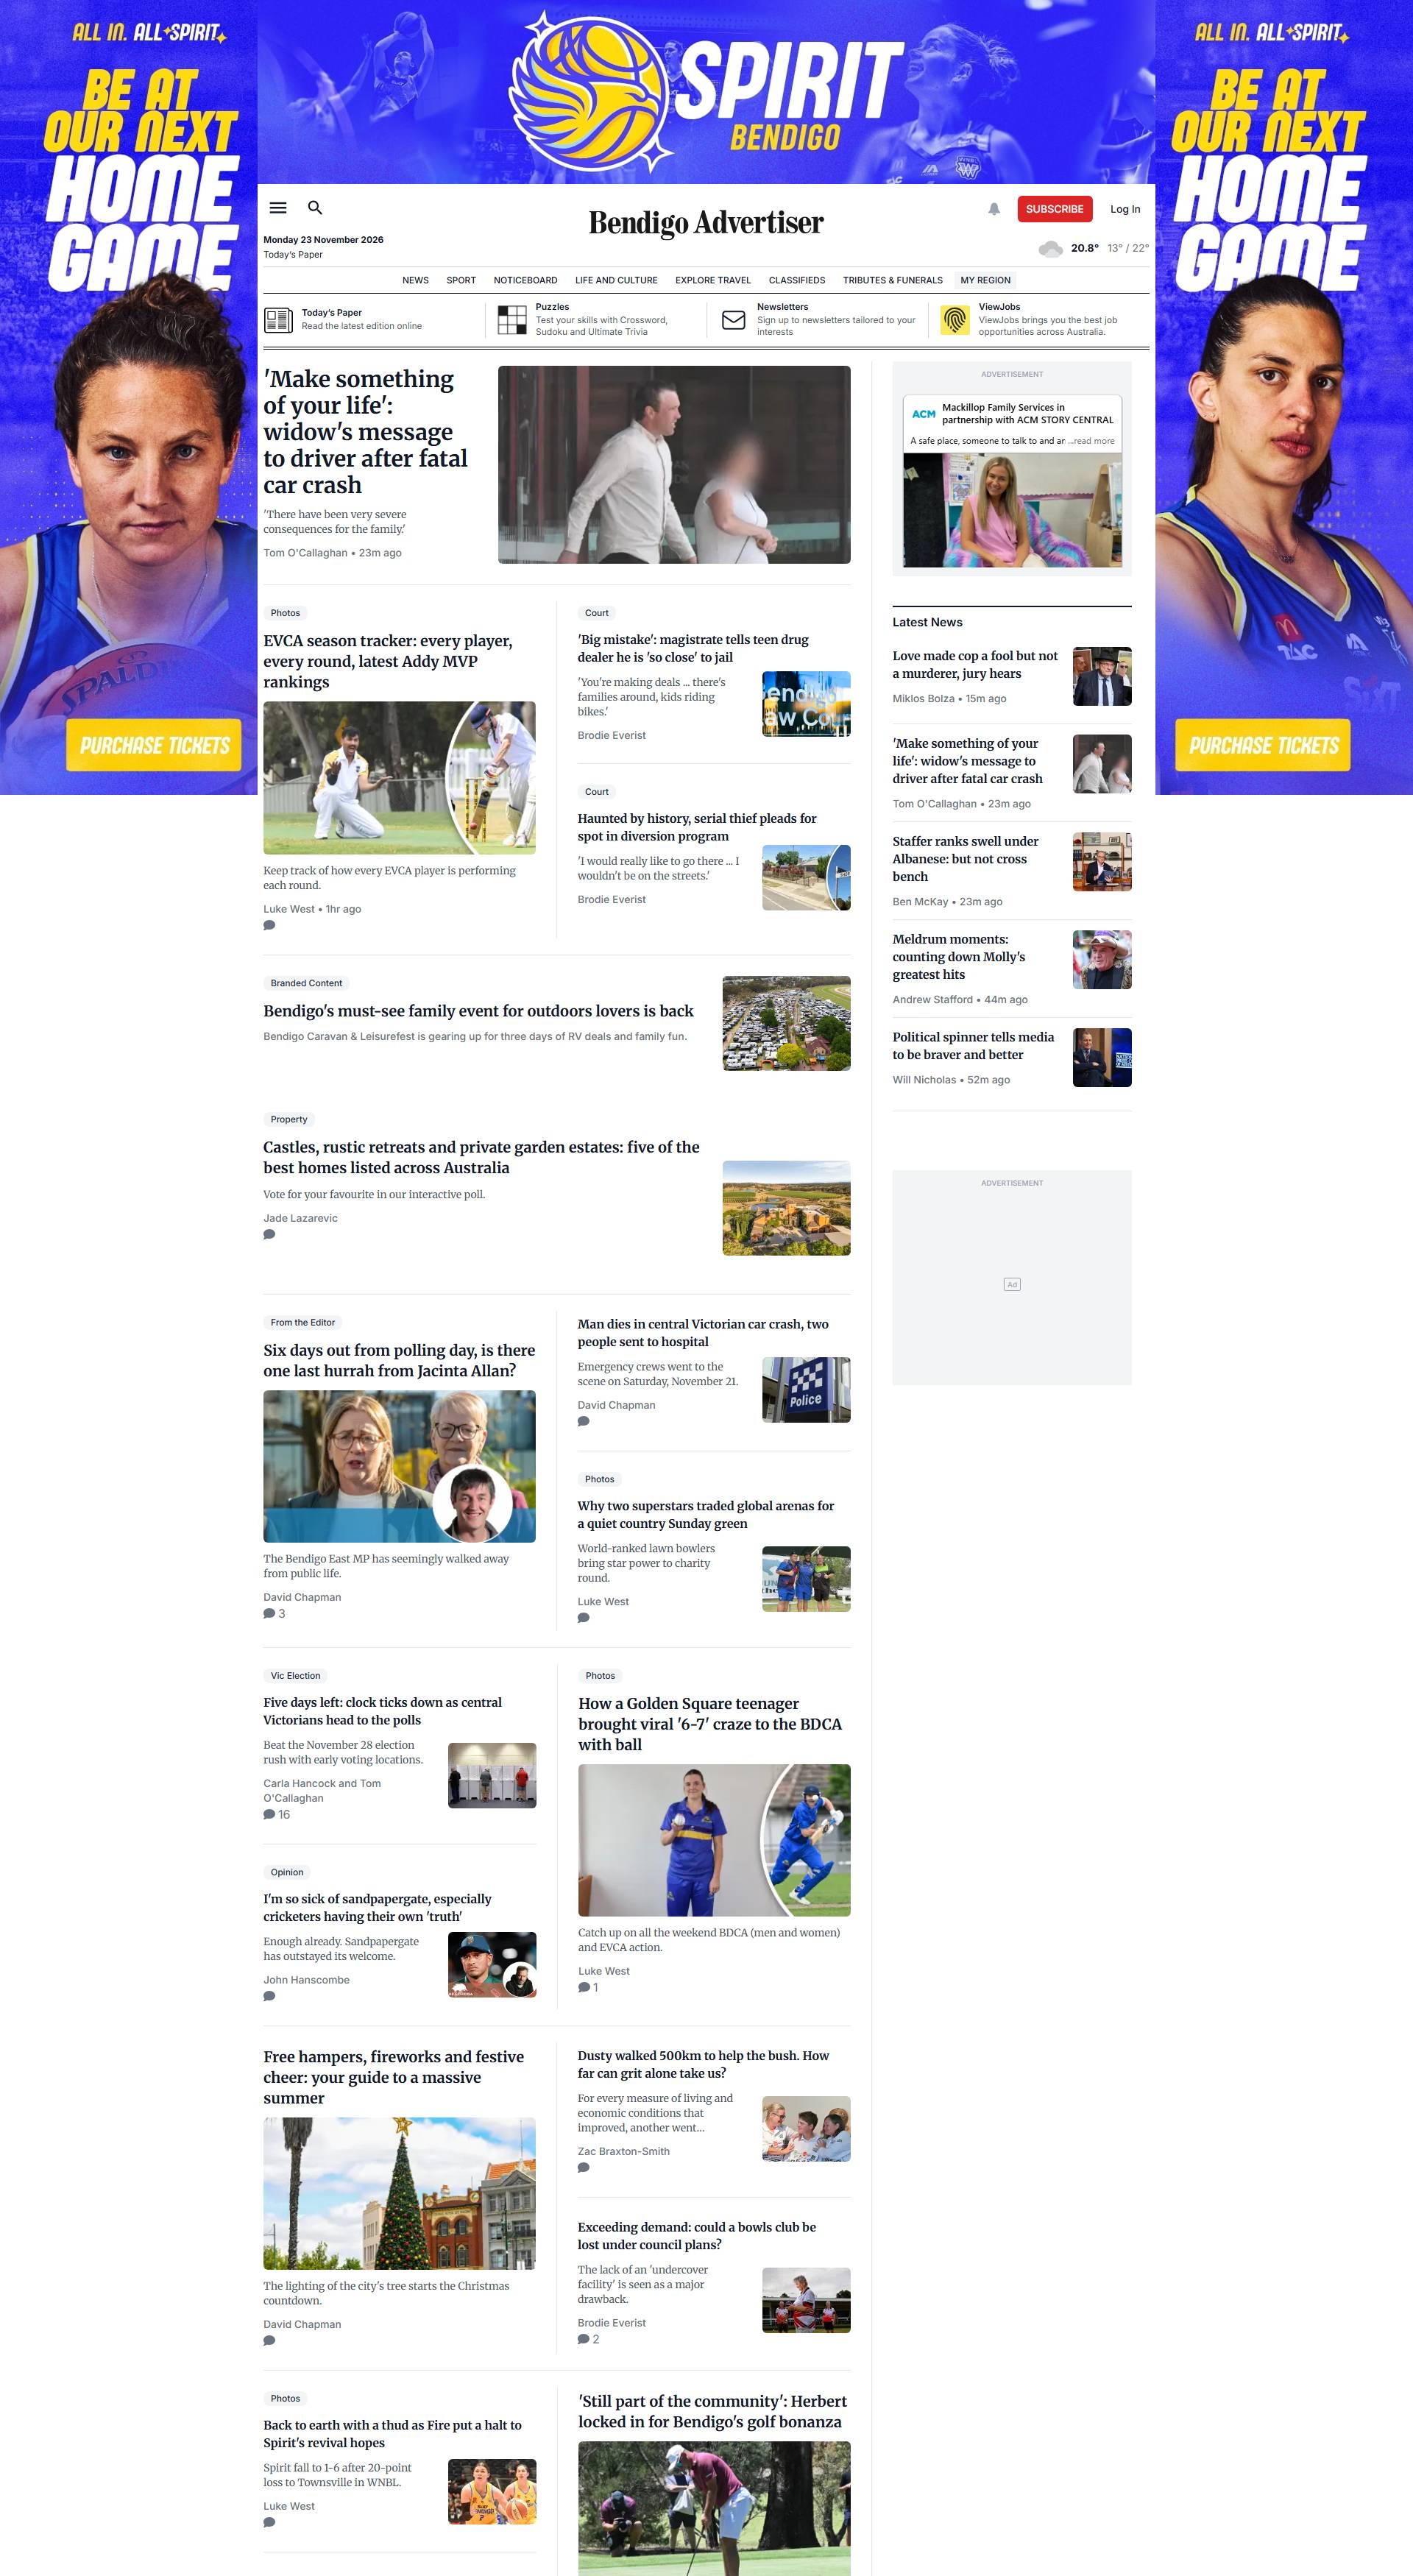 ALL IN. ALL SPIRIT
BE AT
OUR NEXT
HOME
GAME
SPALDING
PURCHASE TICKETS
SPIRIT
BENDIGO
ALL IN. ALL SPIRIT
BE AT
OUR NEXT
HOME
GAME
PURCHASE TICKETS
SUBSCRIBE
Log In
Bendigo Advertiser
Monday 23 November 2026
Today's Paper
20.8° 13° / 22°
NEWS SPORT NOTICEBOARD LIFE AND CULTURE EXPLORE TRAVEL CLASSIFIEDS TRIBUTES & FUNERALS MY REGION
Today's Paper
Read the latest edition online
Puzzles
Test your skills with Crossword,
Sudoku and Ultimate Trivia
Newsletters
Sign up to newsletters tailored to your
interests
ViewJobs
ViewJobs brings you the best job
opportunities across Australia.
'Make something
of your life':
widow's message
to driver after fatal
car crash
'There have been very severe
consequences for the family.'
Tom O'Callaghan • 23m ago
Photos
EVCA season tracker: every player,
every round, latest Addy MVP
rankings
Keep track of how every EVCA player is performing
each round.
Luke West • 1hr ago
Court
'Big mistake': magistrate tells teen drug
dealer he is 'so close' to jail
'You're making deals ... there's
families around, kids riding
bikes.'
Brodie Everist
Court
Haunted by history, serial thief pleads for
spot in diversion program
'I would really like to go there ... I
wouldn't be on the streets.'
Brodie Everist
Branded Content
Bendigo's must-see family event for outdoors lovers is back
Bendigo Caravan & Leisurefest is gearing up for three days of RV deals and family fun.
Property
Castles, rustic retreats and private garden estates: five of the
best homes listed across Australia
Vote for your favourite in our interactive poll.
Jade Lazarevic
From the Editor
Six days out from polling day, is there
one last hurrah from Jacinta Allan?
The Bendigo East MP has seemingly walked away
from public life.
David Chapman
3
Man dies in central Victorian car crash, two
people sent to hospital
Emergency crews went to the
scene on Saturday, November 21.
David Chapman
Police
Photos
Why two superstars traded global arenas for
a quiet country Sunday green
World-ranked lawn bowlers
bring star power to charity
round.
Luke West
Vic Election
Five days left: clock ticks down as central
Victorians head to the polls
Beat the November 28 election
rush with early voting locations.
Carla Hancock and Tom
O'Callaghan
16
Opinion
I'm so sick of sandpapergate, especially
cricketers having their own 'truth'
Enough already. Sandpapergate
has outstayed its welcome.
John Hanscombe
Photos
How a Golden Square teenager
brought viral '6-7' craze to the BDCA
with ball
Catch up on all the weekend BDCA (men and women)
and EVCA action.
Luke West
1
Free hampers, fireworks and festive
cheer: your guide to a massive
summer
The lighting of the city's tree starts the Christmas
countdown.
David Chapman
Dusty walked 500km to help the bush. How
far can grit alone take us?
For every measure of living and
economic conditions that
improved, another went...
Zac Braxton-Smith
Exceeding demand: could a bowls club be
lost under council plans?
The lack of an 'undercover
facility' is seen as a major
drawback.
Brodie Everist
2
Photos
Back to earth with a thud as Fire put a halt to
Spirit's revival hopes
Spirit fall to 1-6 after 20-point
loss to Townsville in WNBL.
Luke West
'Still part of the community': Herbert
locked in for Bendigo's golf bonanza
ADVERTISEMENT
ACM
Mackillop Family Services in
partnership with ACM STORY CENTRAL
A safe place, someone to talk to and ar ...read more
Latest News
Love made cop a fool but not
a murderer, jury hears
Miklos Bolza • 15m ago
'Make something of your
life': widow's message to
driver after fatal car crash
Tom O'Callaghan • 23m ago
Staffer ranks swell under
Albanese: but not cross
bench
Ben McKay • 23m ago
Meldrum moments:
counting down Molly's
greatest hits
Andrew Stafford • 44m ago
Political spinner tells media
to be braver and better
Will Nicholas • 52m ago
ADVERTISEMENT
Ad